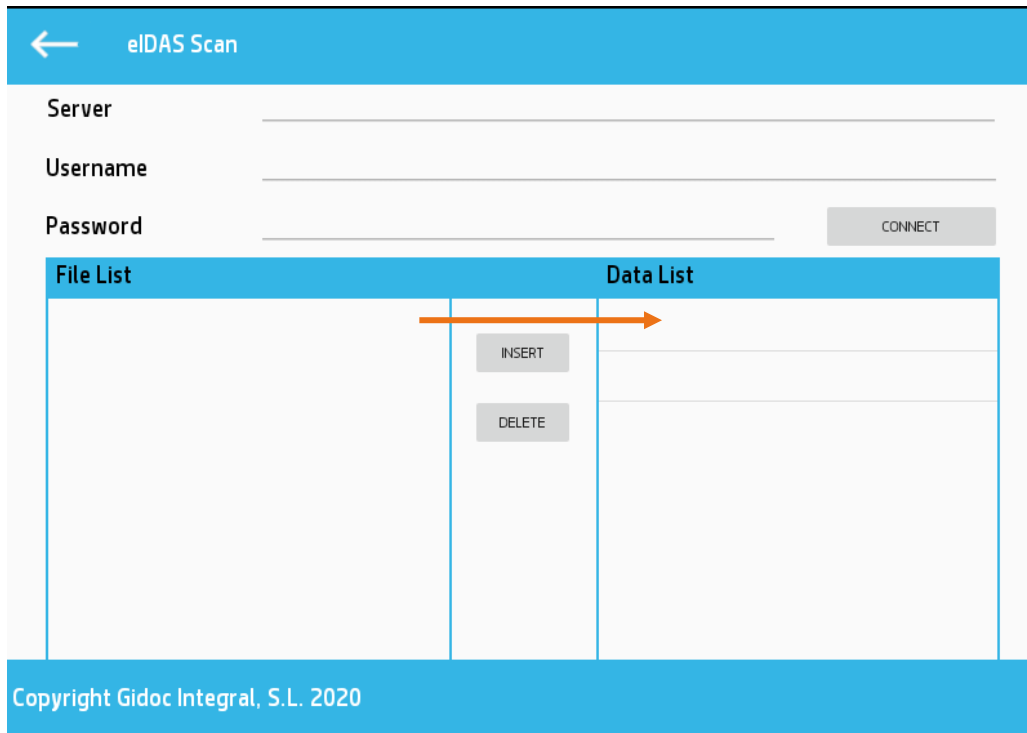 eIDAS Scan
Server
Username
Password
CONNECT
File List
Data List
INSERT
DELETE
Copyright Gidoc Integral, S.L. 2020